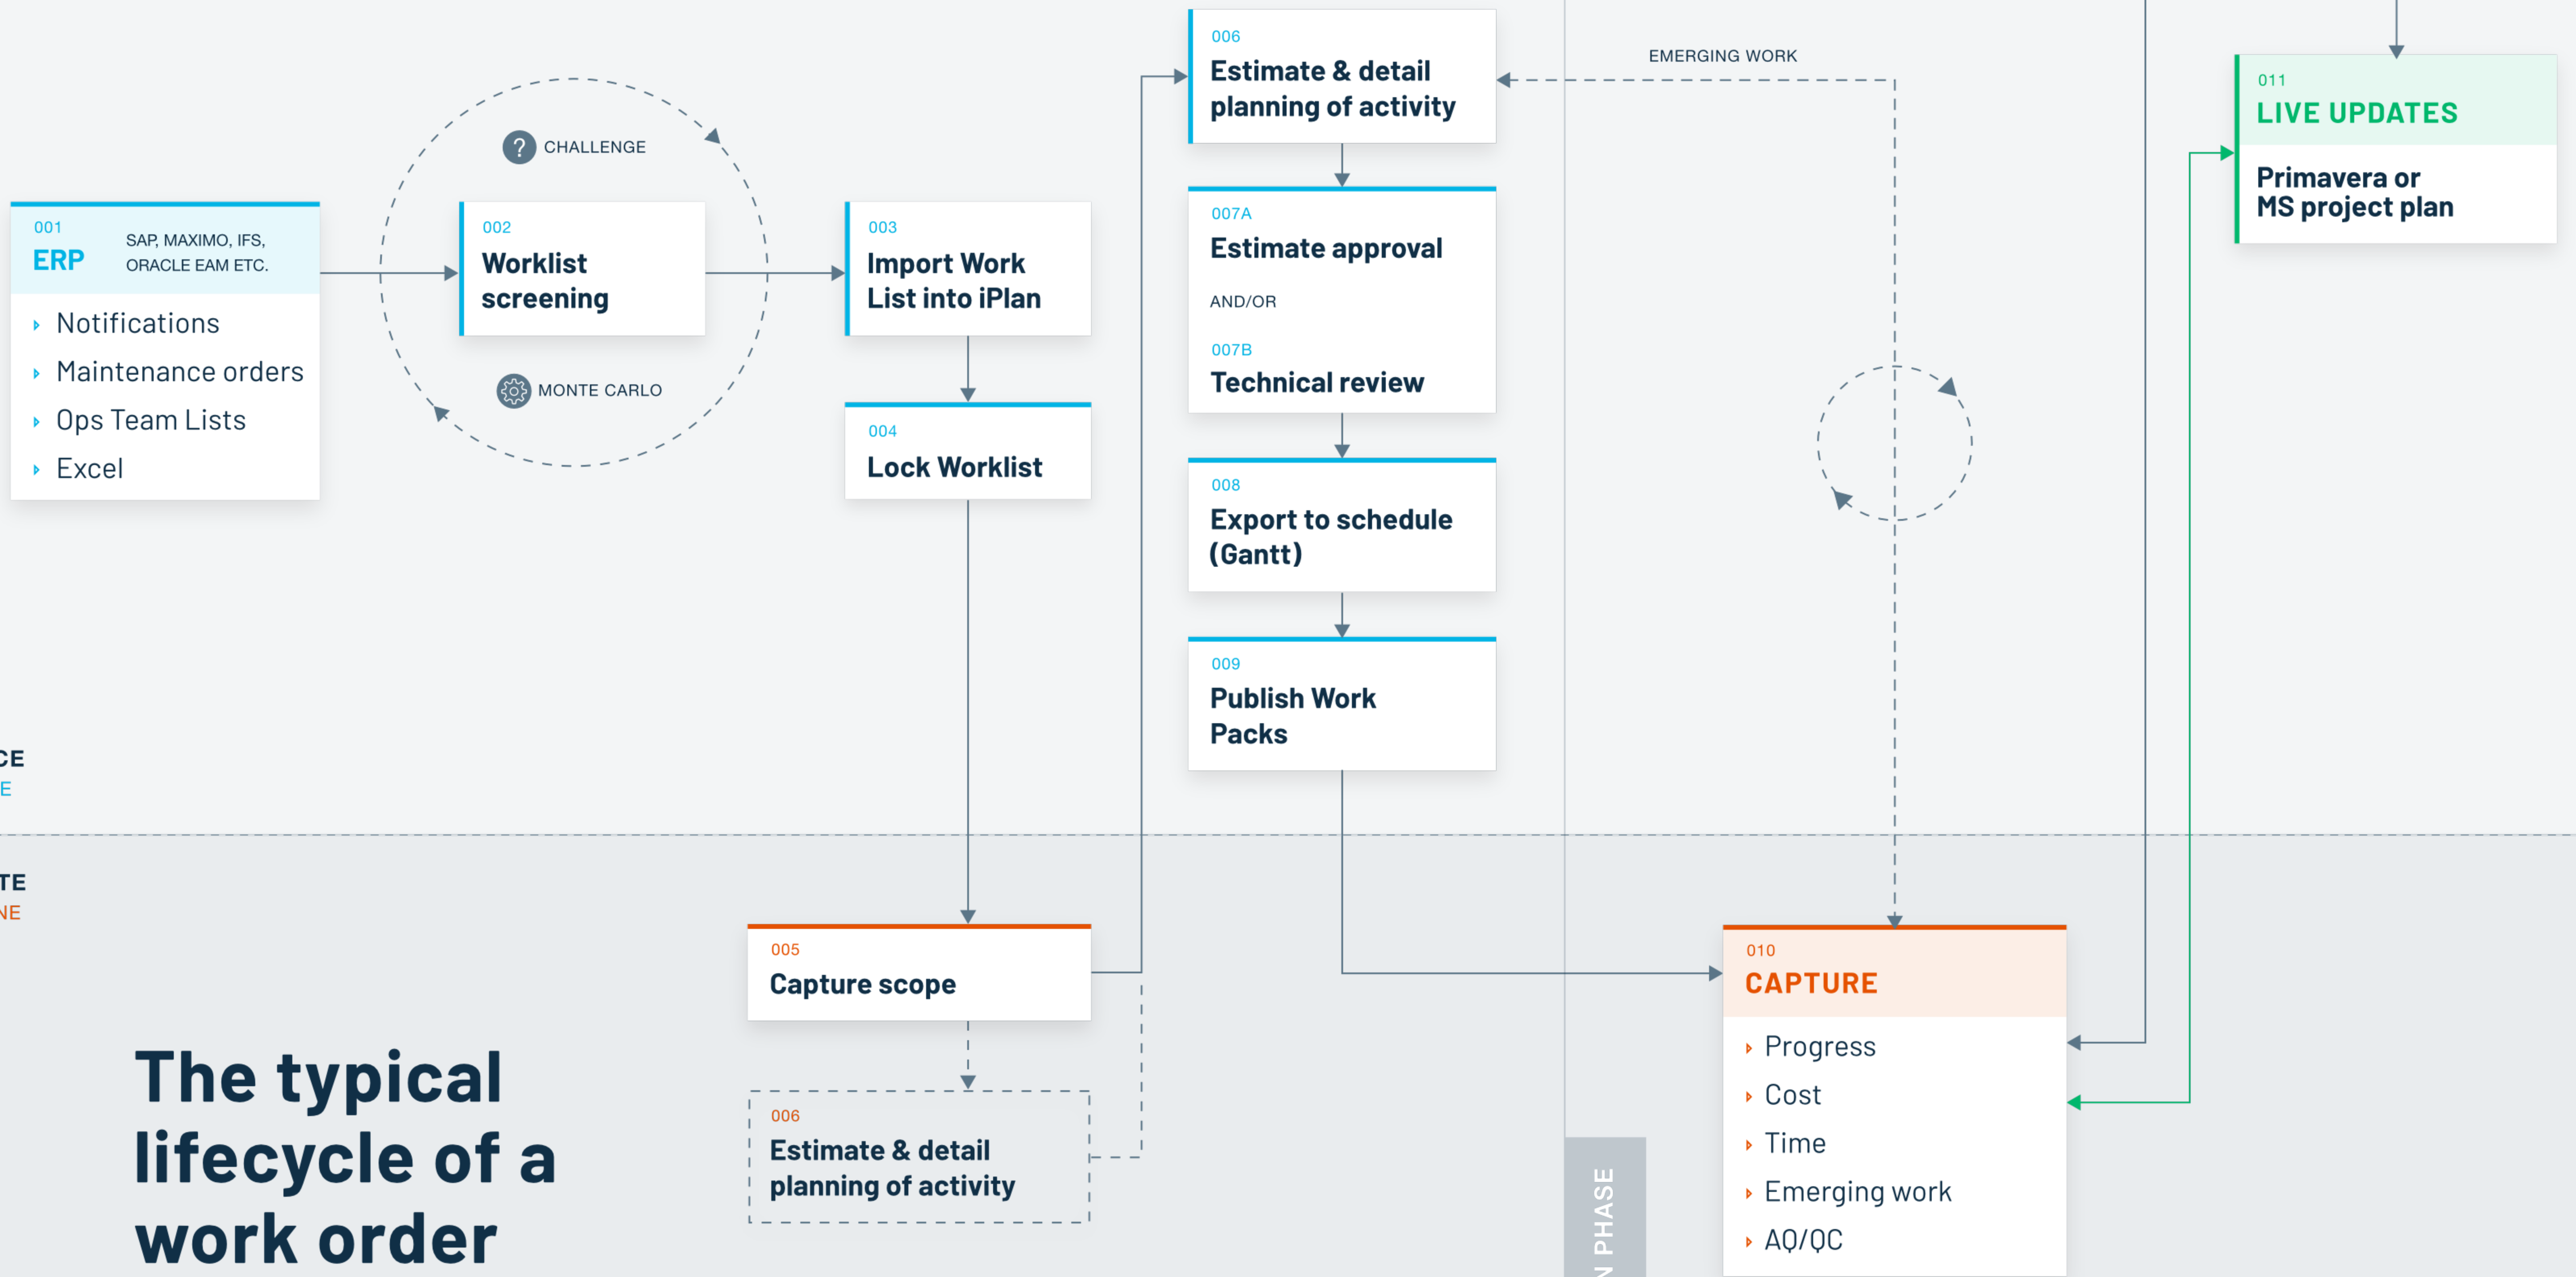 001
ERP
SAP, MAXIMO, IFS,
ORACLE EAM ETC.
Notifications
Maintenance orders
Ops Team Lists
Excel
CHALLENGE
002
Worklist
screening
MONTE CARLO
003
Import Work
List into iPlan
004
Lock Worklist
006
Estimate & detail
planning of activity
007A
Estimate approval
AND/OR
007B
Technical review
008
Export to schedule
(Gantt)
009
Publish Work
Packs
EMERGING WORK
011
LIVE UPDATES
Primavera or
MS project plan
CE
E
TE
NE
005
Capture scope
006
Estimate & detail
planning of activity
010
CAPTURE
Progress
Cost
Time
Emerging work
AQ/QC
N PHASE
The typical
lifecycle of a
work order